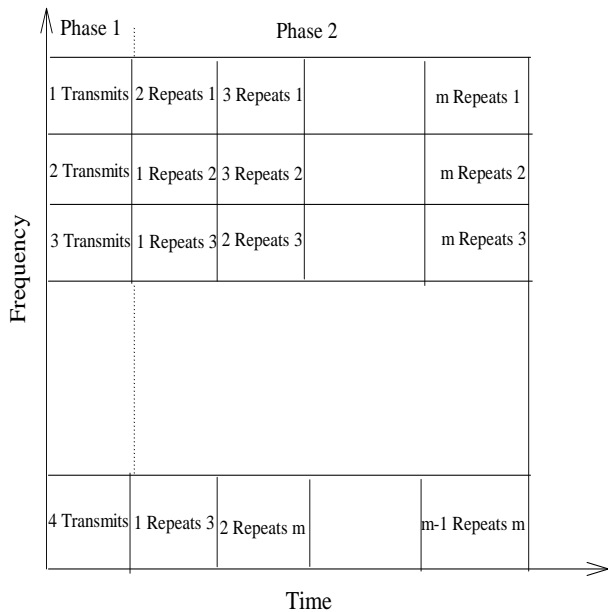 Phase 1 Phase 2
1 Transmits 2 Repeats 1 3 Repeats 1 m Repeats 1
2 Transmits 1 Repeats 2 3 Repeats 2 m Repeats 2
3 Transmits 1 Repeats 3 2 Repeats 3 m Repeats 3
Frequency
4 Transmits 1 Repeats 3 2 Repeats m m-1 Repeats m
Time